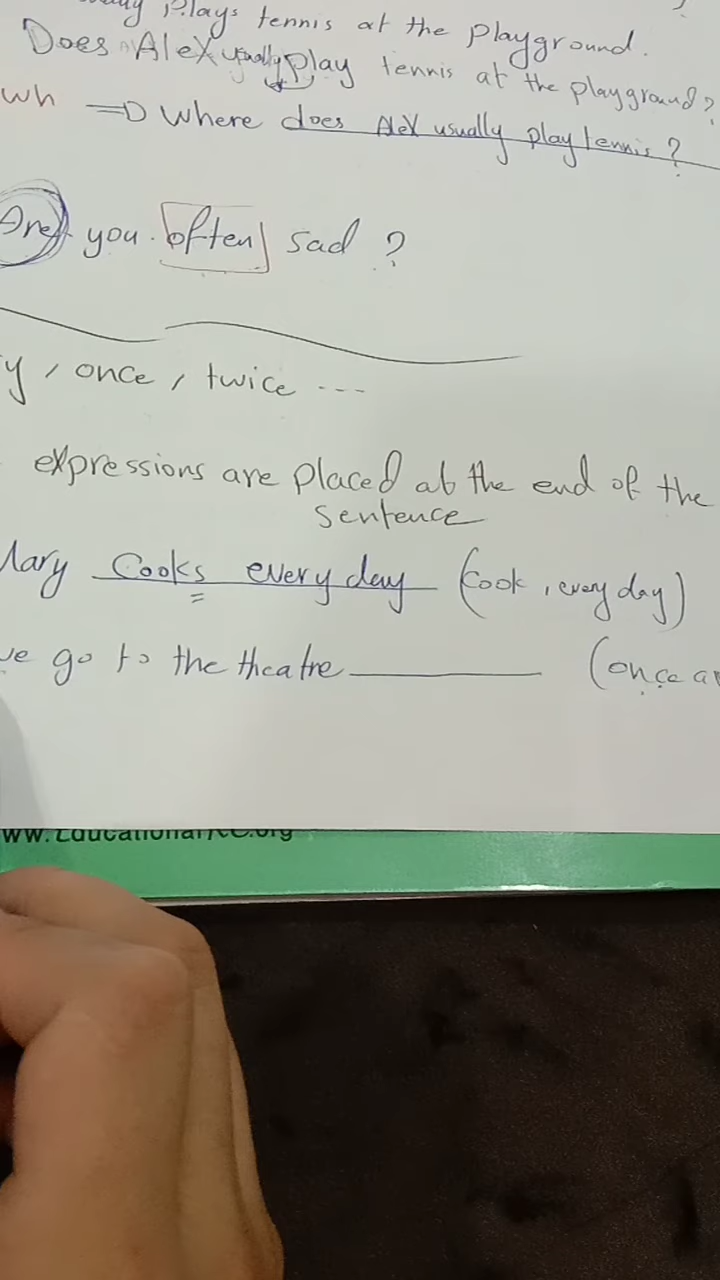 Plays tennis at the playground.
Does Alex usually play tennis at the playground?
wh => Where does Alex usually play tennis?
Are you often sad?
y, once, twice ...
expressions are placed at the end of the
sentence
Mary Cooks every day (Cook, every day)
we go to the theatre ______ (once a